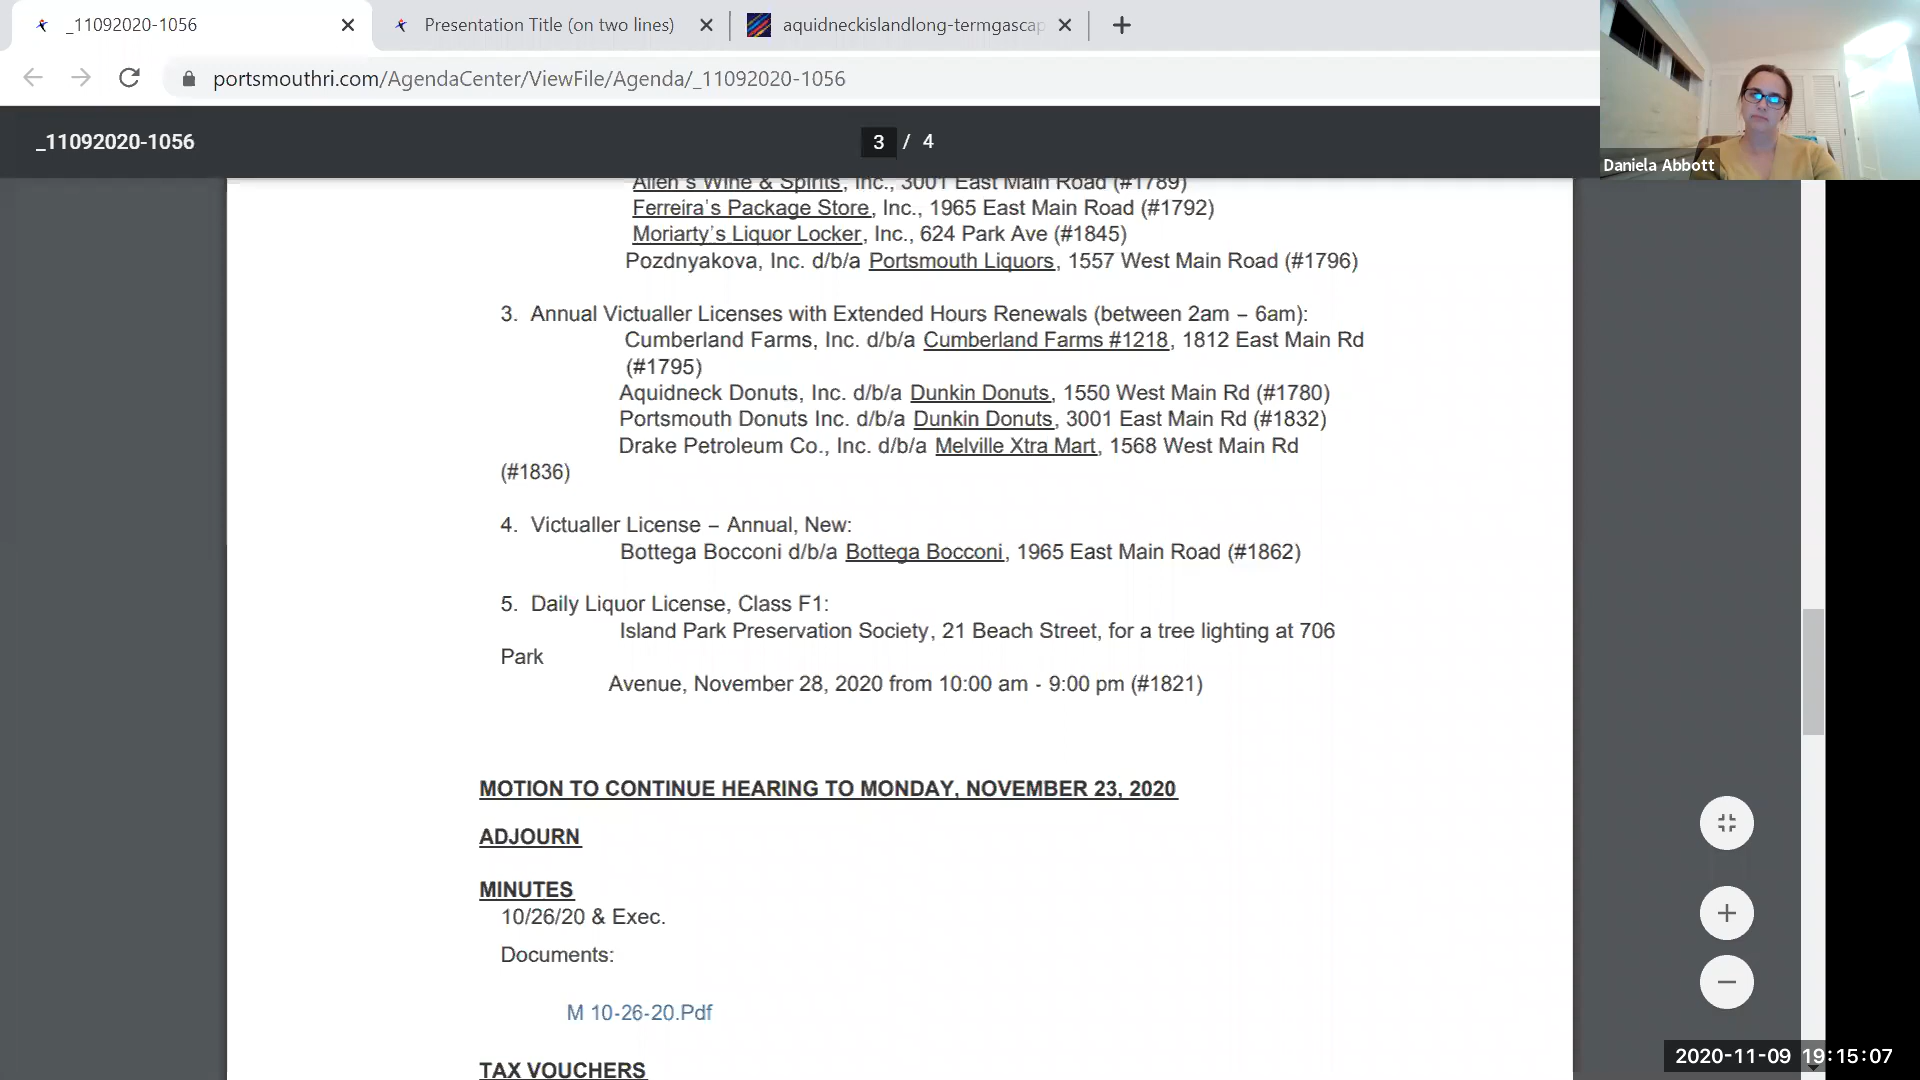 _11092020-1056
Presentation Title (on two lines)
aquidneckislandlong-termgascap
portsmouthri.com/AgendaCenter/ViewFile/Agenda/_11092020-1056
Daniela Abbott
_11092020-1056
3 / 4
Allen's Wine & Spirits, Inc., 3001 East Main Road (#1789)
Ferreira's Package Store, Inc., 1965 East Main Road (#1792)
Moriarty's Liquor Locker, Inc., 624 Park Ave (#1845)
Pozdnyakova, Inc. d/b/a Portsmouth Liquors, 1557 West Main Road (#1796)
3. Annual Victualler Licenses with Extended Hours Renewals (between 2am – 6am):
Cumberland Farms, Inc. d/b/a Cumberland Farms #1218, 1812 East Main Rd
(#1795)
Aquidneck Donuts, Inc. d/b/a Dunkin Donuts, 1550 West Main Rd (#1780)
Portsmouth Donuts Inc. d/b/a Dunkin Donuts, 3001 East Main Rd (#1832)
Drake Petroleum Co., Inc. d/b/a Melville Xtra Mart, 1568 West Main Rd
(#1836)
4. Victualler License – Annual, New:
Bottega Bocconi d/b/a Bottega Bocconi, 1965 East Main Road (#1862)
5. Daily Liquor License, Class F1:
Island Park Preservation Society, 21 Beach Street, for a tree lighting at 706
Park
Avenue, November 28, 2020 from 10:00 am - 9:00 pm (#1821)
MOTION TO CONTINUE HEARING TO MONDAY, NOVEMBER 23, 2020
ADJOURN
MINUTES
10/26/20 & Exec.
Documents:
M 10-26-20.Pdf
TAX VOUCHERS
2020-11-09 19:15:07